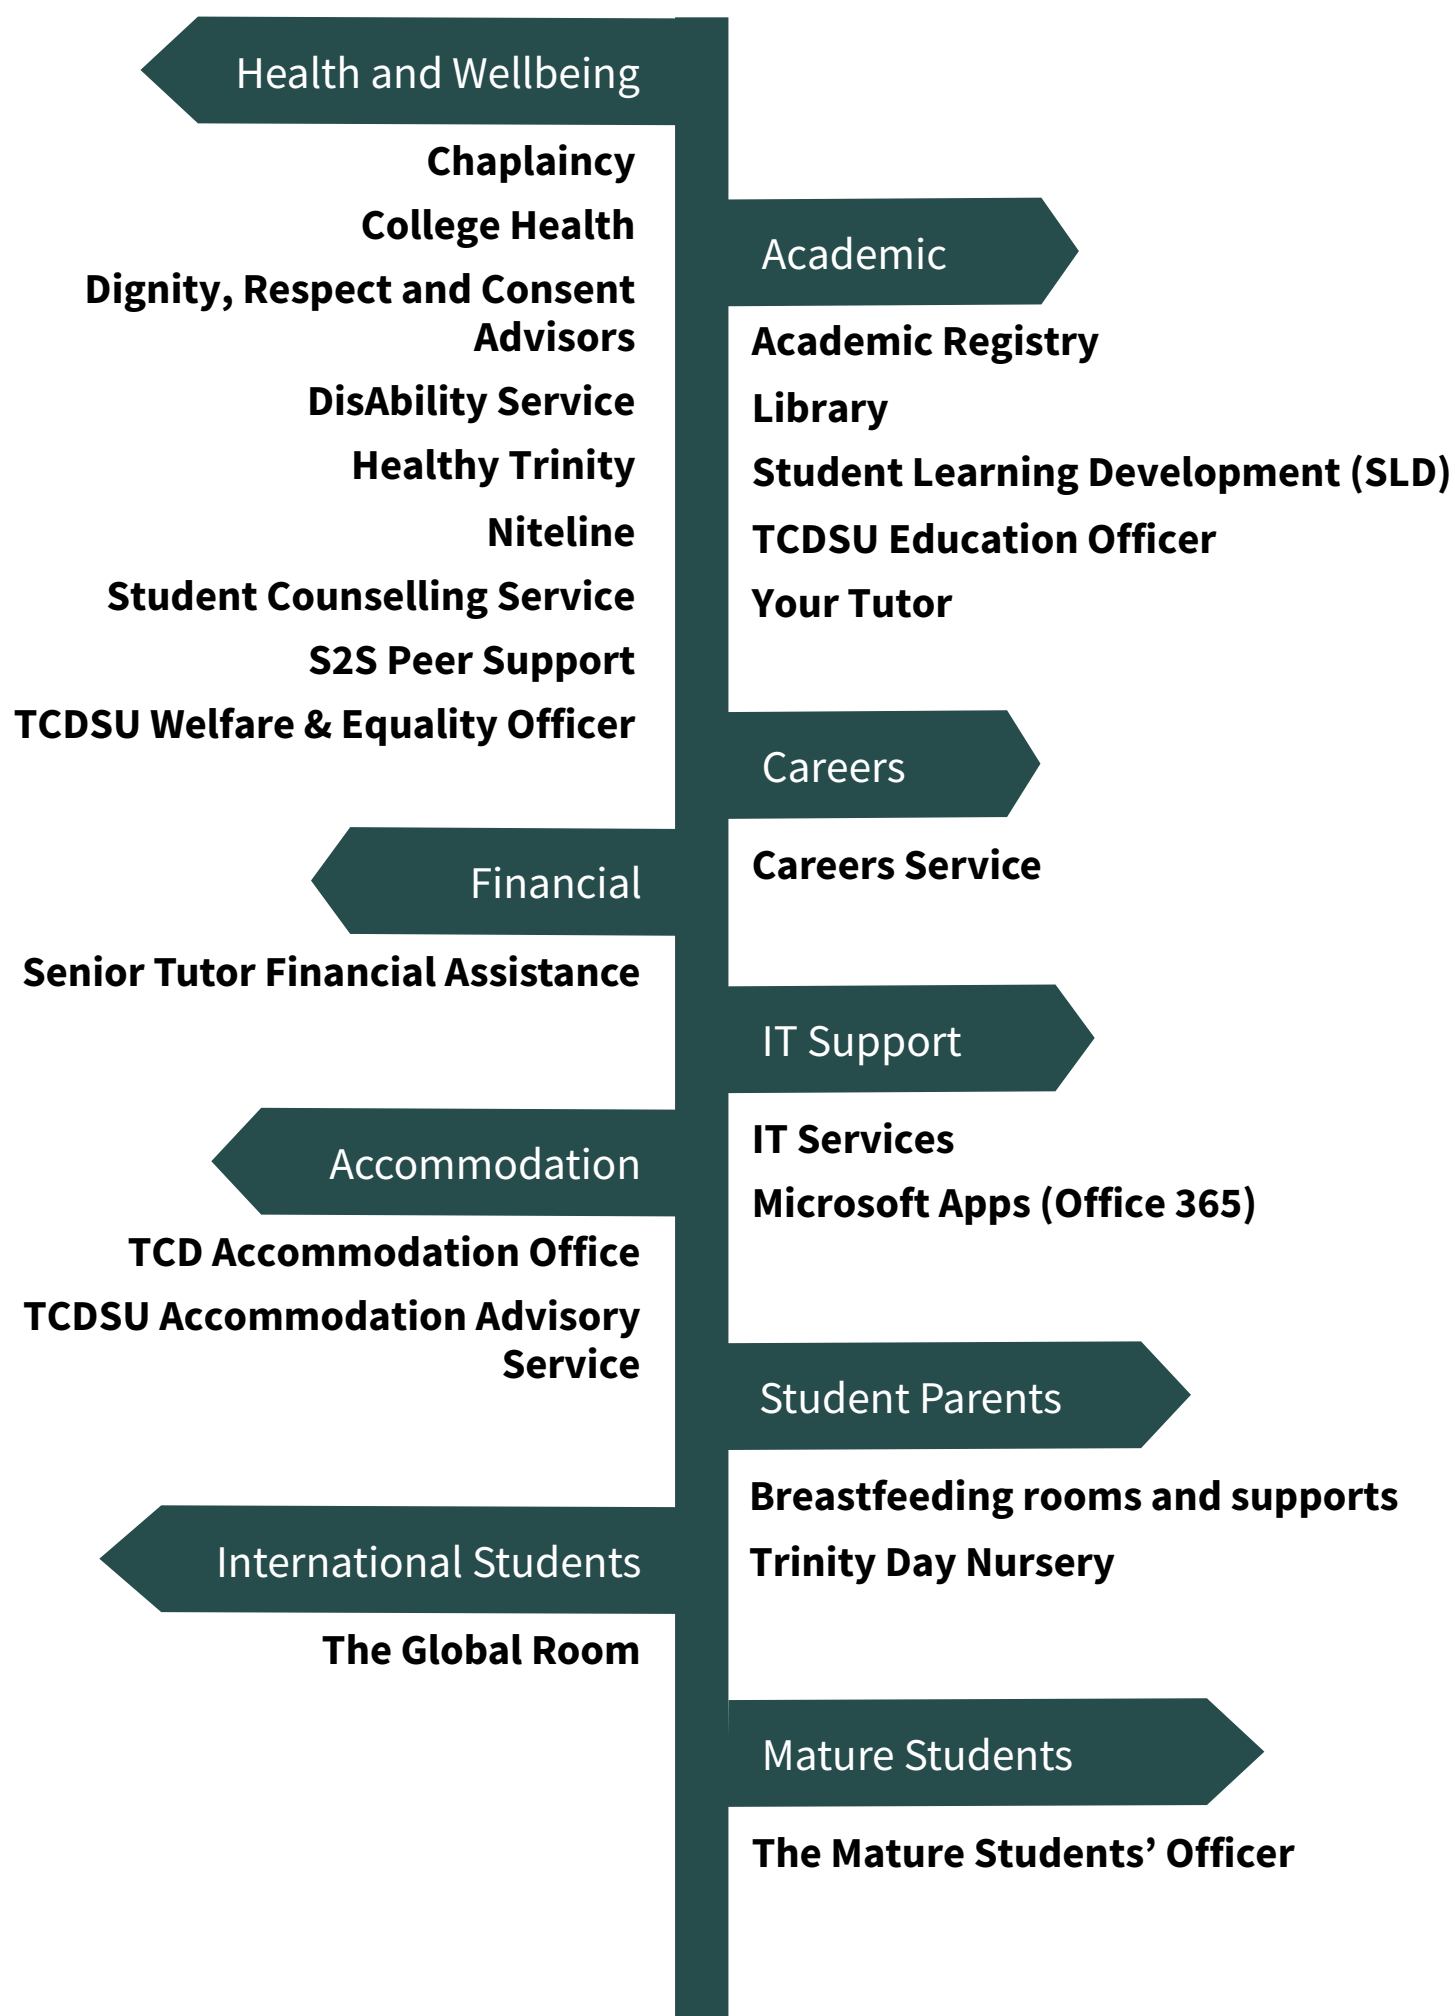 Health and Wellbeing
Chaplaincy
College Health
Dignity, Respect and Consent
Advisors
DisAbility Service
Healthy Trinity
Niteline
Student Counselling Service
S2S Peer Support
TCDSU Welfare & Equality Officer
Financial
Senior Tutor Financial Assistance
Accommodation
TCD Accommodation Office
TCDSU Accommodation Advisory
Service
International Students
The Global Room
Academic
Academic Registry
Library
Student Learning Development (SLD)
TCDSU Education Officer
Your Tutor
Careers
Careers Service
IT Support
IT Services
Microsoft Apps (Office 365)
Student Parents
Breastfeeding rooms and supports
Trinity Day Nursery
Mature Students
The Mature Students’ Officer